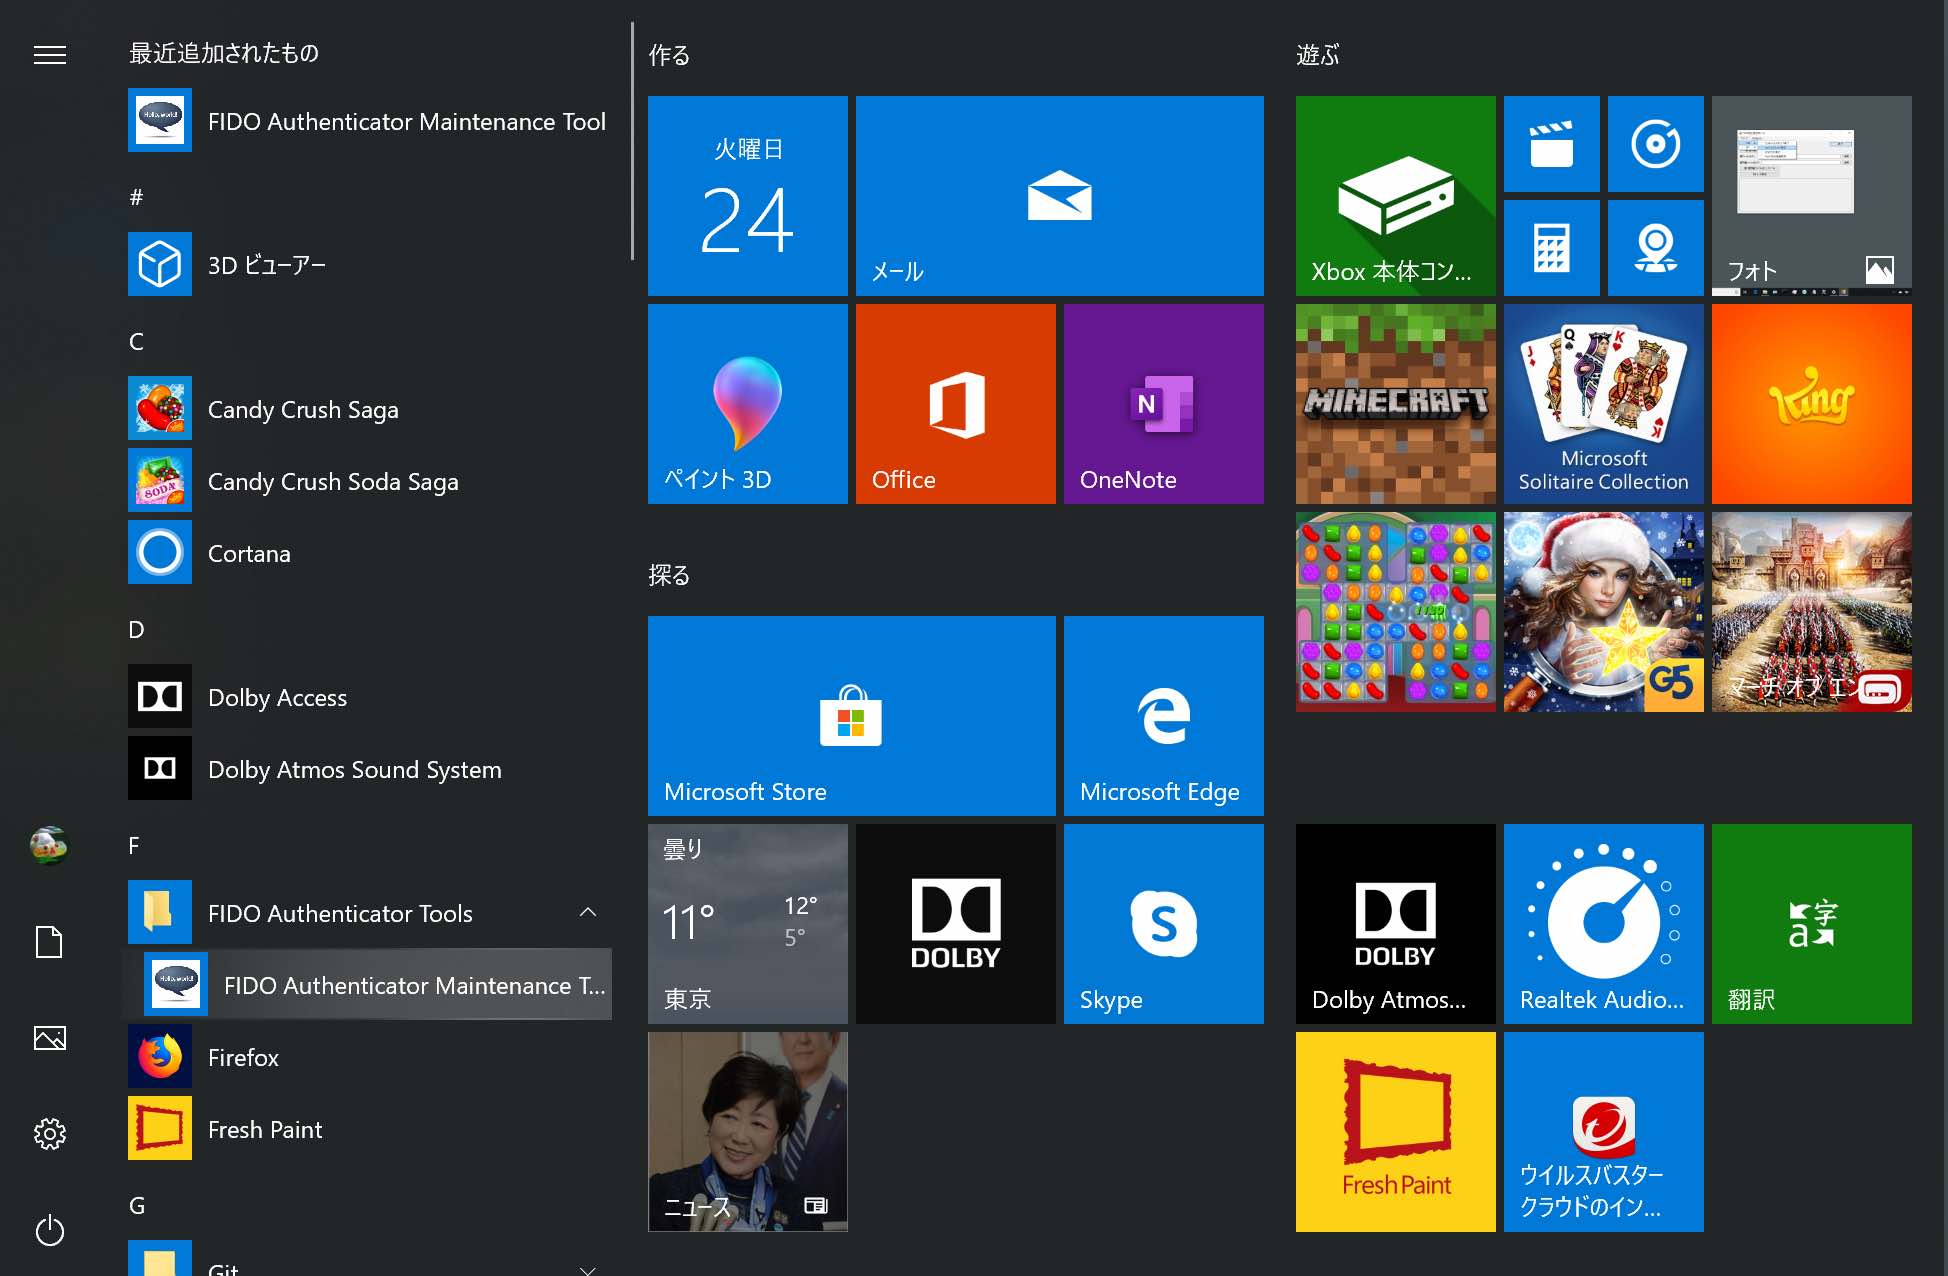 最近追加されたもの
FIDO Authenticator Maintenance Tool
#
3D ビューアー
C
Candy Crush Saga
Candy Crush Soda Saga
Cortana
D
Dolby Access
Dolby Atmos Sound System
F
FIDO Authenticator Tools
FIDO Authenticator Maintenance T...
Firefox
Fresh Paint
G
Git
作る
火曜日
24
メール
ペイント 3D
Office
N
OneNote
探る
Microsoft Store
Microsoft Edge
曇り
11°
12°
5°
東京
DOLBY
S
Skype
ニュース
遊ぶ
Xbox 本体コン...
フォト
MINECRAFT
J
Q
K
K
Microsoft
Solitaire Collection
King
G5
マーチ オブ エン
DOLBY
Dolby Atmos...
Realtek Audio...
字
a
翻訳
Fresh Paint
ウイルスバスター
クラウドのイン...